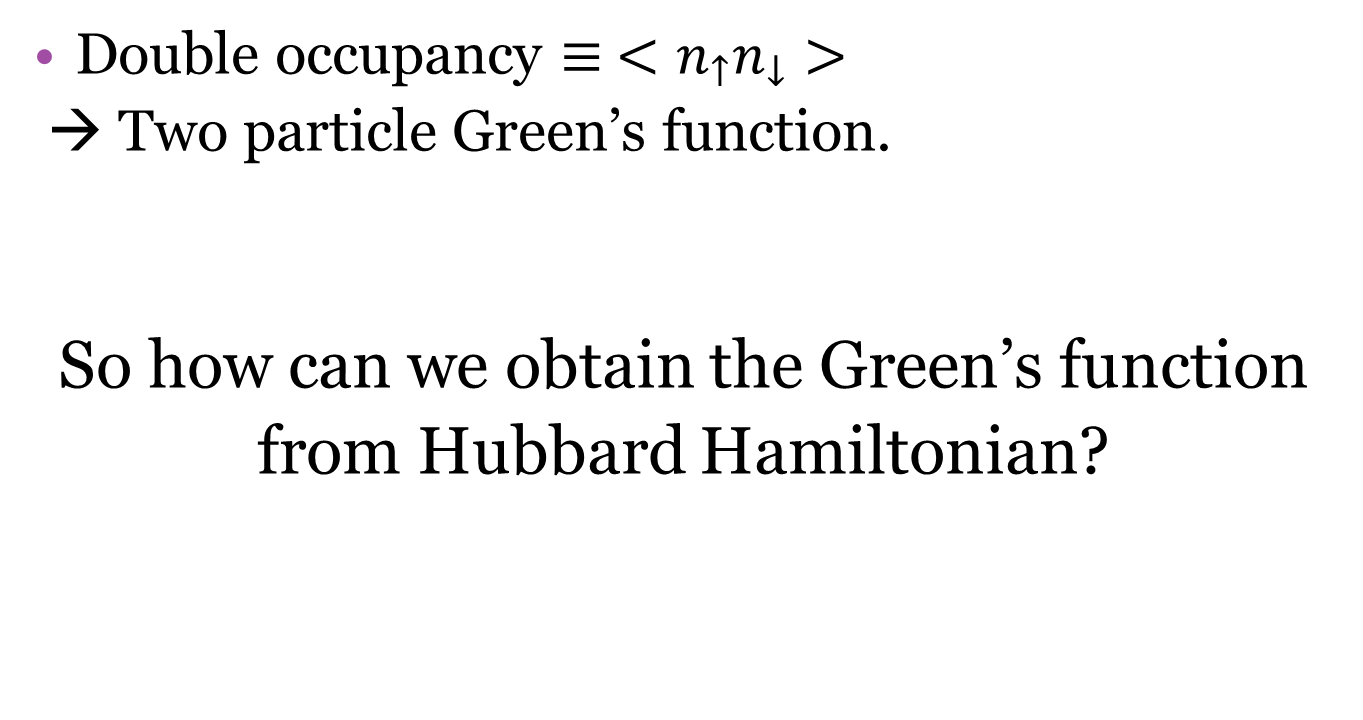 • Double occupancy ≡ < 𝑛↑𝑛↓ >
→ Two particle Green’s function.
So how can we obtain the Green’s function
from Hubbard Hamiltonian?